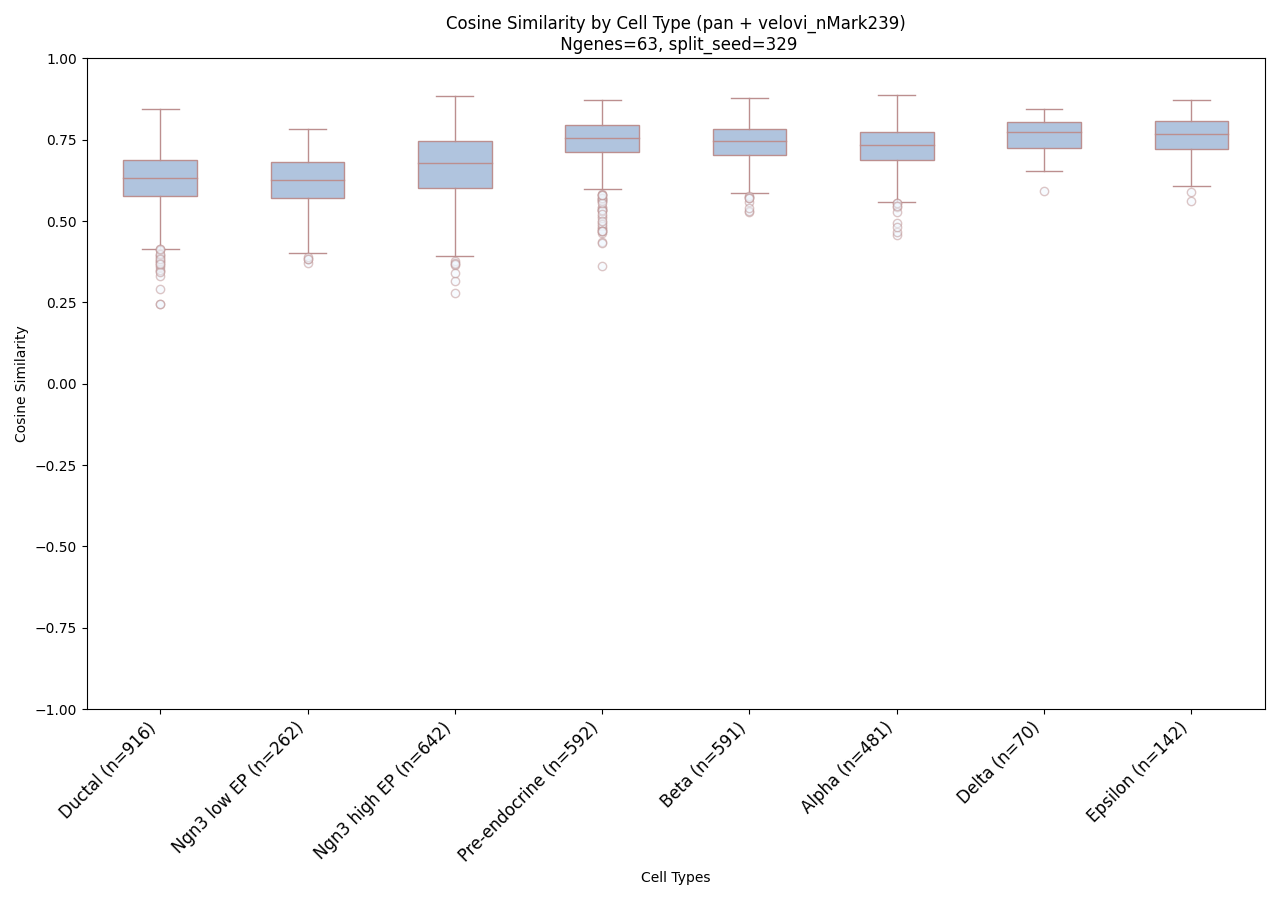 Cosine Similarity by Cell Type (pan + velovi_nMark239)
Ngenes=63, split_seed=329
1.00
0.75
0.50
0.25
0.00
−0.25
−0.50
−0.75
−1.00
Cosine Similarity
Ductal (n=916)
Ngn3 low EP (n=262)
Ngn3 high EP (n=642)
Pre-endocrine (n=592)
Beta (n=591)
Alpha (n=481)
Delta (n=70)
Epsilon (n=142)
Cell Types